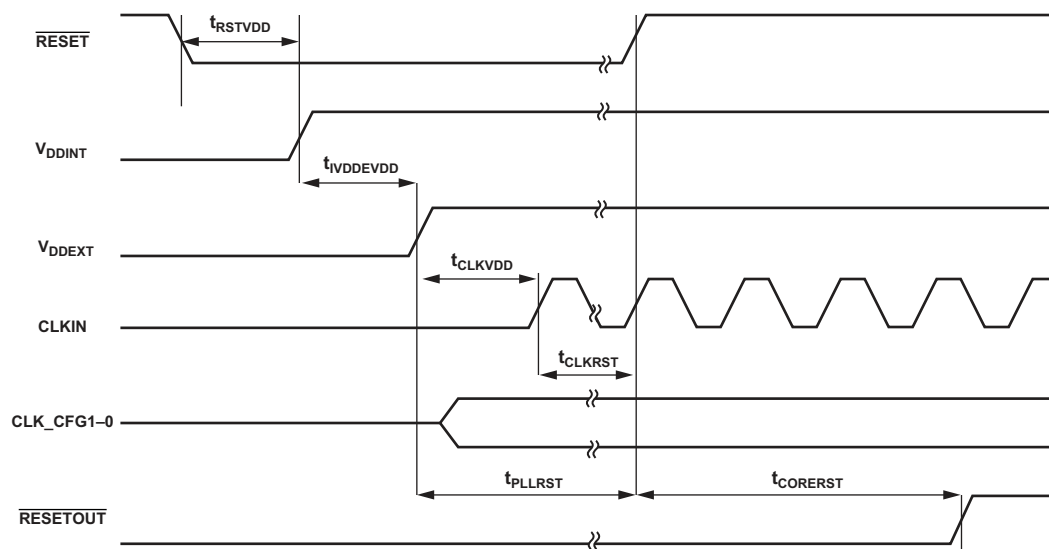 tRSTVDD
RESET
VDDINT
tIVDDEVDD
VDDEXT
tCLKVDD
CLKIN
tCLKRST
CLK_CFG1–0
tPLLRST
tCORERST
RESETOUT